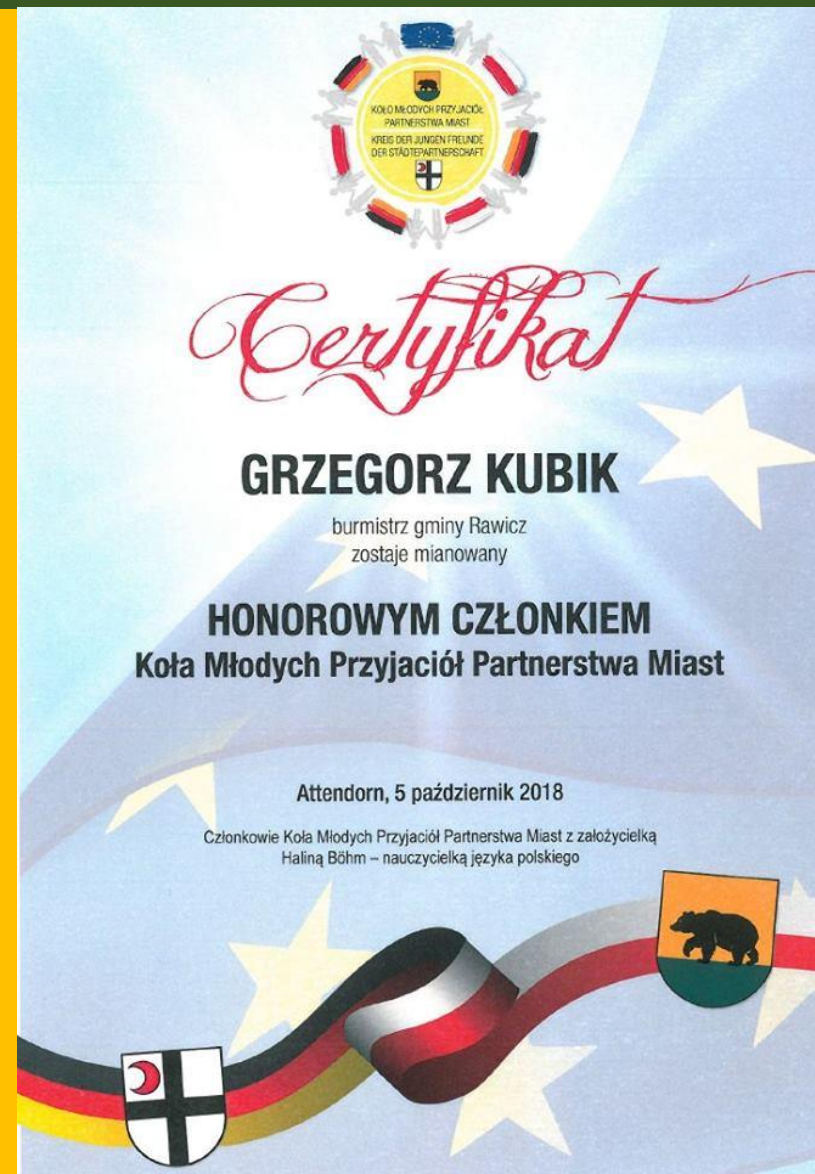 KOŁO MŁODYCH PRZYJACIÓŁ
PARTNERSTWA MIAST
KREIS DER JUNGEN FREUNDE
DER STÄDTEPARTNERSCHAFT
Certyfikat
GRZEGORZ KUBIK
burmistrz gminy Rawicz
zostaje mianowany
HONOROWYM CZŁONKIEM
Koła Młodych Przyjaciół Partnerstwa Miast
Attendorn, 5 październik 2018
Członkowie Koła Młodych Przyjaciół Partnerstwa Miast z założycielką
Haliną Böhm – nauczycielką języka polskiego